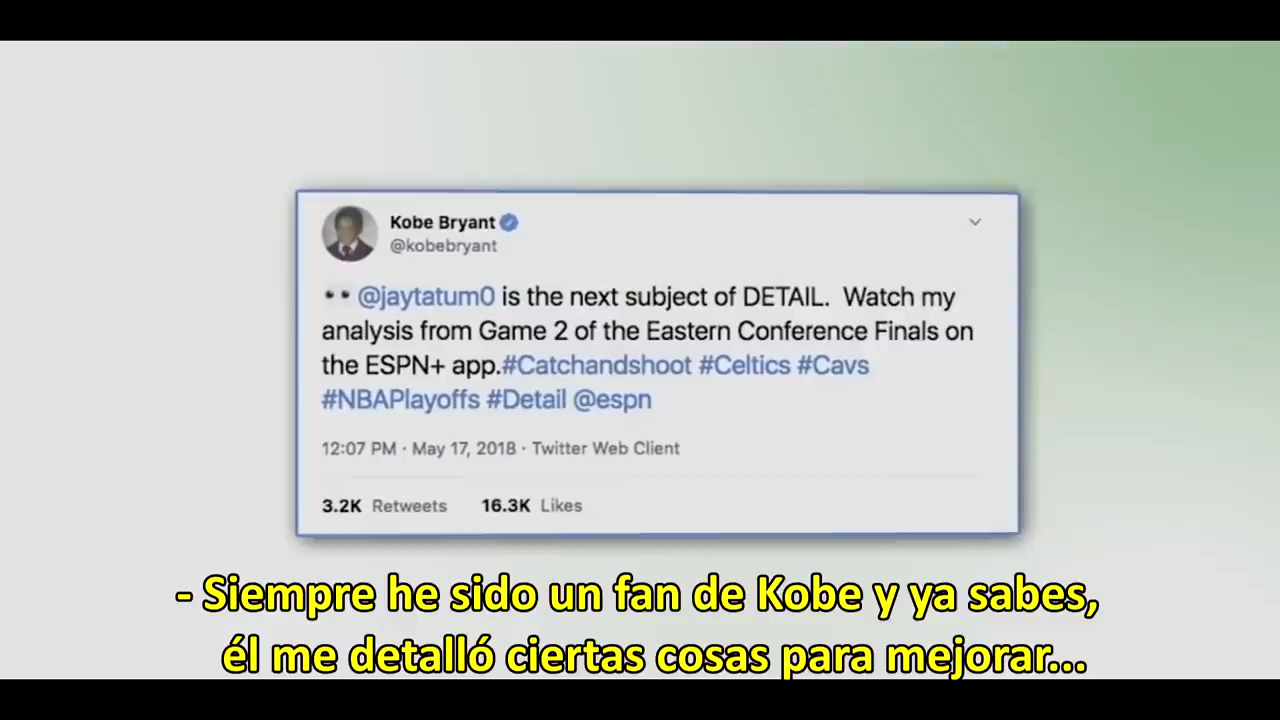 Kobe Bryant
@kobebryant
👀 @jaytatum0 is the next subject of DETAIL. Watch my
analysis from Game 2 of the Eastern Conference Finals on
the ESPN+ app.#Catchandshoot #Celtics #Cavs
#NBAPlayoffs #Detail @espn
12:07 PM · May 17, 2018 · Twitter Web Client
3.2K Retweets 16.3K Likes
- Siempre he sido un fan de Kobe y ya sabes,
él me detalló ciertas cosas para mejorar...